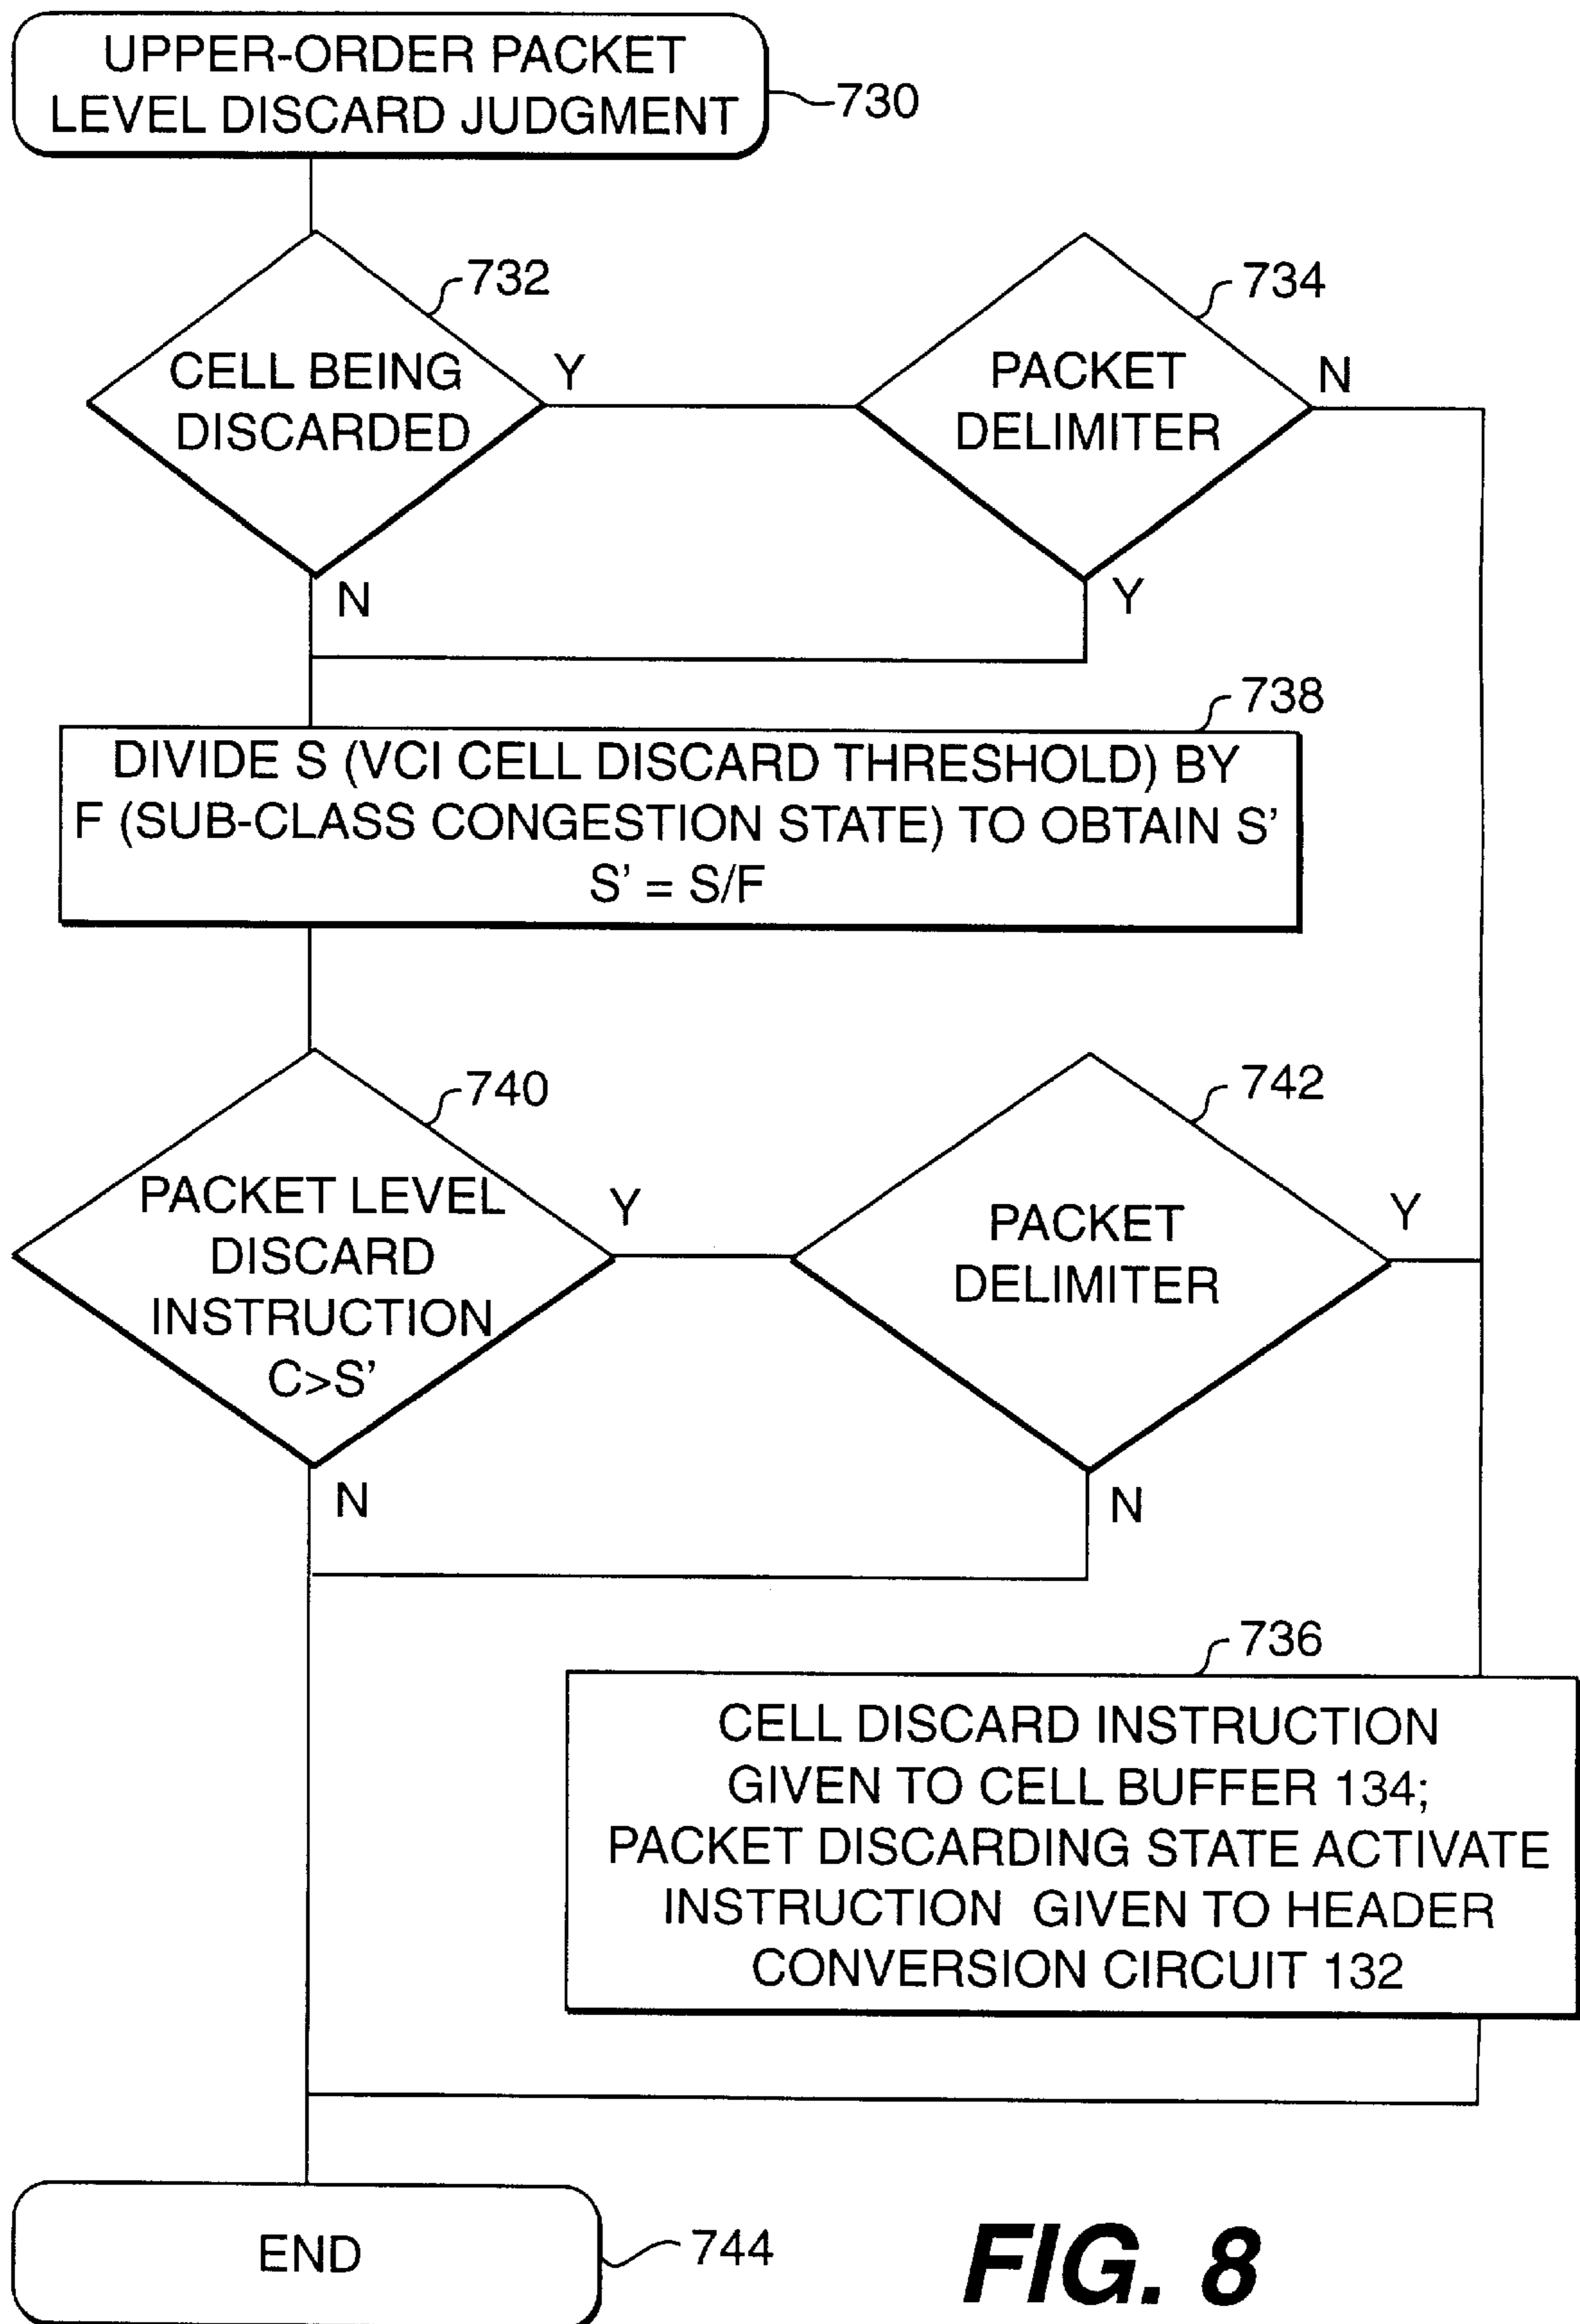 UPPER-ORDER PACKET
LEVEL DISCARD JUDGMENT
730
732
CELL BEING
DISCARDED
Y
N
734
PACKET
DELIMITER
N
Y
738
DIVIDE S (VCI CELL DISCARD THRESHOLD) BY
F (SUB-CLASS CONGESTION STATE) TO OBTAIN S’
S’ = S/F
740
PACKET LEVEL
DISCARD
INSTRUCTION
C>S’
Y
N
742
PACKET
DELIMITER
Y
N
736
CELL DISCARD INSTRUCTION
GIVEN TO CELL BUFFER 134;
PACKET DISCARDING STATE ACTIVATE
INSTRUCTION GIVEN TO HEADER
CONVERSION CIRCUIT 132
END
744
FIG. 8